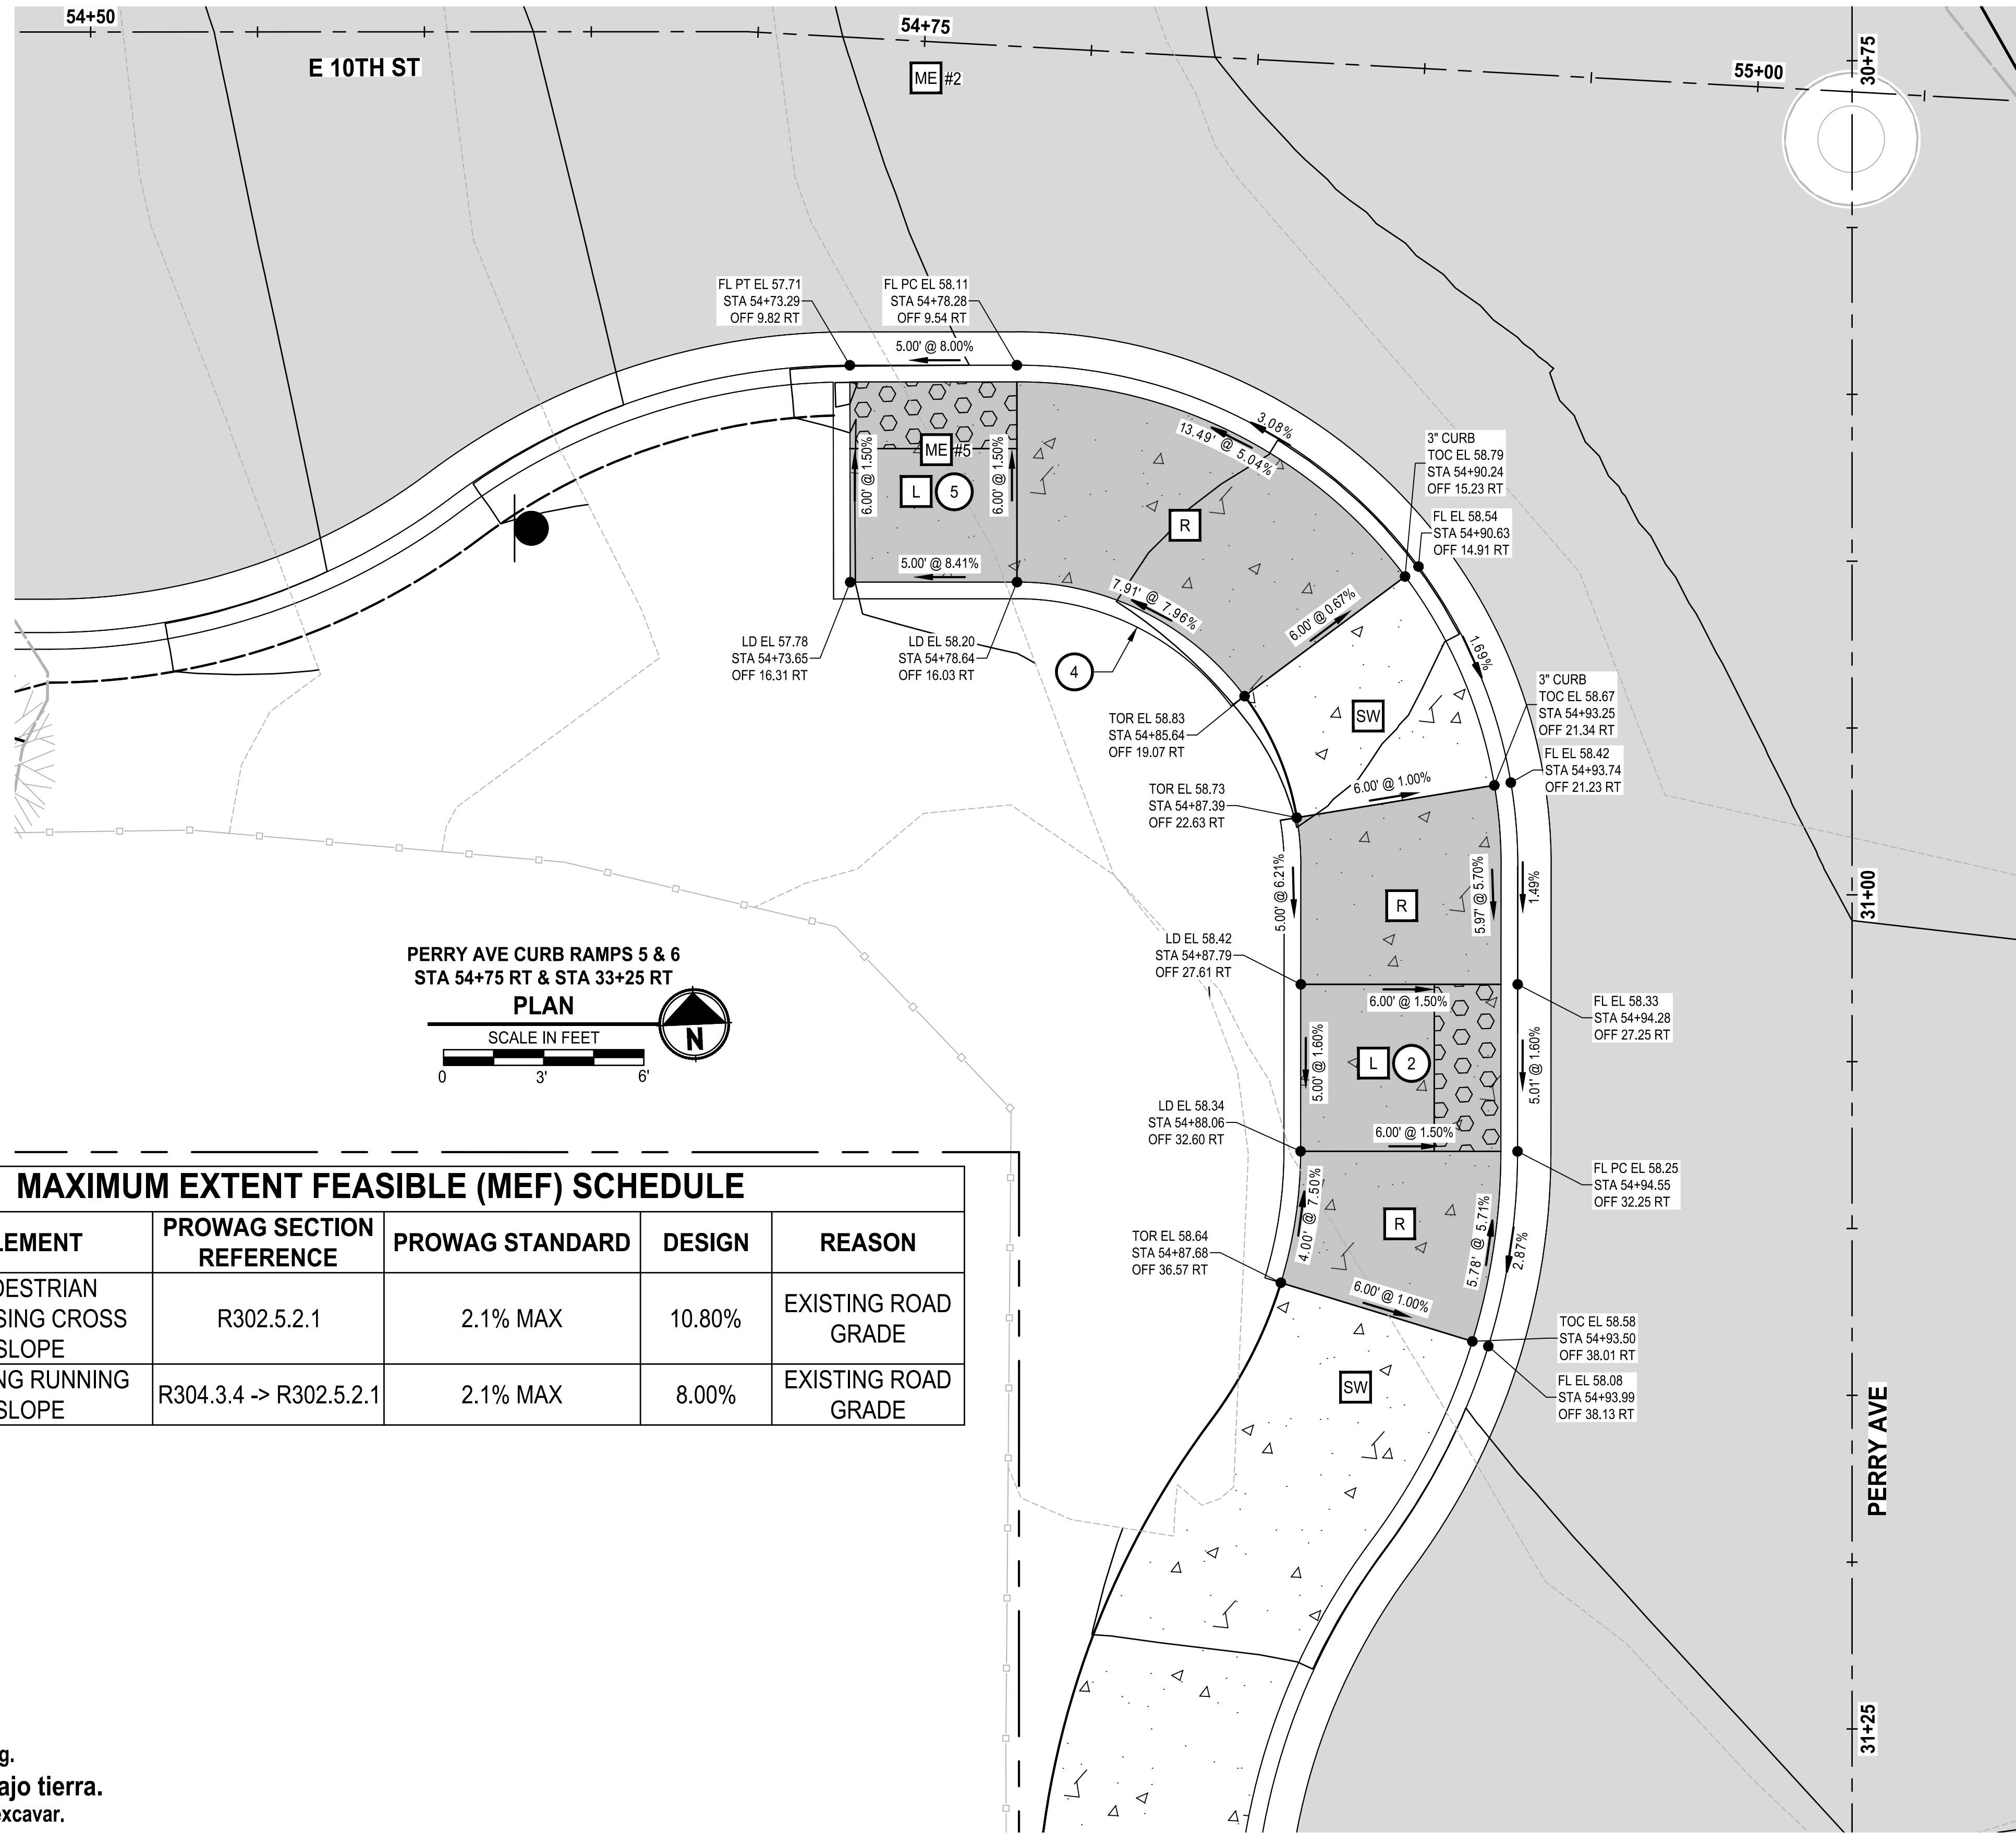 54+50
54+75
55+00
30+75
E 10TH ST
ME #2
FL PT EL 57.71
STA 54+73.29
OFF 9.82 RT
FL PC EL 58.11
STA 54+78.28
OFF 9.54 RT
5.00' @ 8.00%
6.00' @ 1.50%
6.00' @ 1.50%
ME #5
L 5
5.00' @ 8.41%
3.08%
13.49' @ 5.04%
R
7.91' @ 7.96%
6.00' @ 0.67%
3" CURB
TOC EL 58.79
STA 54+90.24
OFF 15.23 RT
FL EL 58.54
STA 54+90.63
OFF 14.91 RT
1.69%
LD EL 57.78
STA 54+73.65
OFF 16.31 RT
LD EL 58.20
STA 54+78.64
OFF 16.03 RT
4
SW
3" CURB
TOC EL 58.67
STA 54+93.25
OFF 21.34 RT
FL EL 58.42
STA 54+93.74
OFF 21.23 RT
TOR EL 58.83
STA 54+85.64
OFF 19.07 RT
TOR EL 58.73
STA 54+87.39
OFF 22.63 RT
6.00' @ 1.00%
5.00' @ 6.21%
R
5.97' @ 5.70%
1.49%
31+00
LD EL 58.42
STA 54+87.79
OFF 27.61 RT
6.00' @ 1.50%
FL EL 58.33
STA 54+94.28
OFF 27.25 RT
5.00' @ 1.60%
L 2
5.01' @ 1.60%
PERRY AVE CURB RAMPS 5 & 6
STA 54+75 RT & STA 33+25 RT
PLAN
SCALE IN FEET
0 3' 6'
N
LD EL 58.34
STA 54+88.06
OFF 32.60 RT
6.00' @ 1.50%
FL PC EL 58.25
STA 54+94.55
OFF 32.25 RT
4.00' @ 7.50%
R
5.78' @ 5.71%
2.87%
TOR EL 58.64
STA 54+87.68
OFF 36.57 RT
6.00' @ 1.00%
TOC EL 58.58
STA 54+93.50
OFF 38.01 RT
FL EL 58.08
STA 54+93.99
OFF 38.13 RT
SW
PERRY AVE
31+25
MAXIMUM EXTENT FEASIBLE (MEF) SCHEDULE
LEMENT PROWAG SECTION REFERENCE PROWAG STANDARD DESIGN REASON
DESTRIAN
SING CROSS
SLOPE
R302.5.2.1 2.1% MAX 10.80% EXISTING ROAD GRADE
NG RUNNING
SLOPE
R304.3.4 -> R302.5.2.1 2.1% MAX 8.00% EXISTING ROAD GRADE
g.
ajo tierra.
excavar.